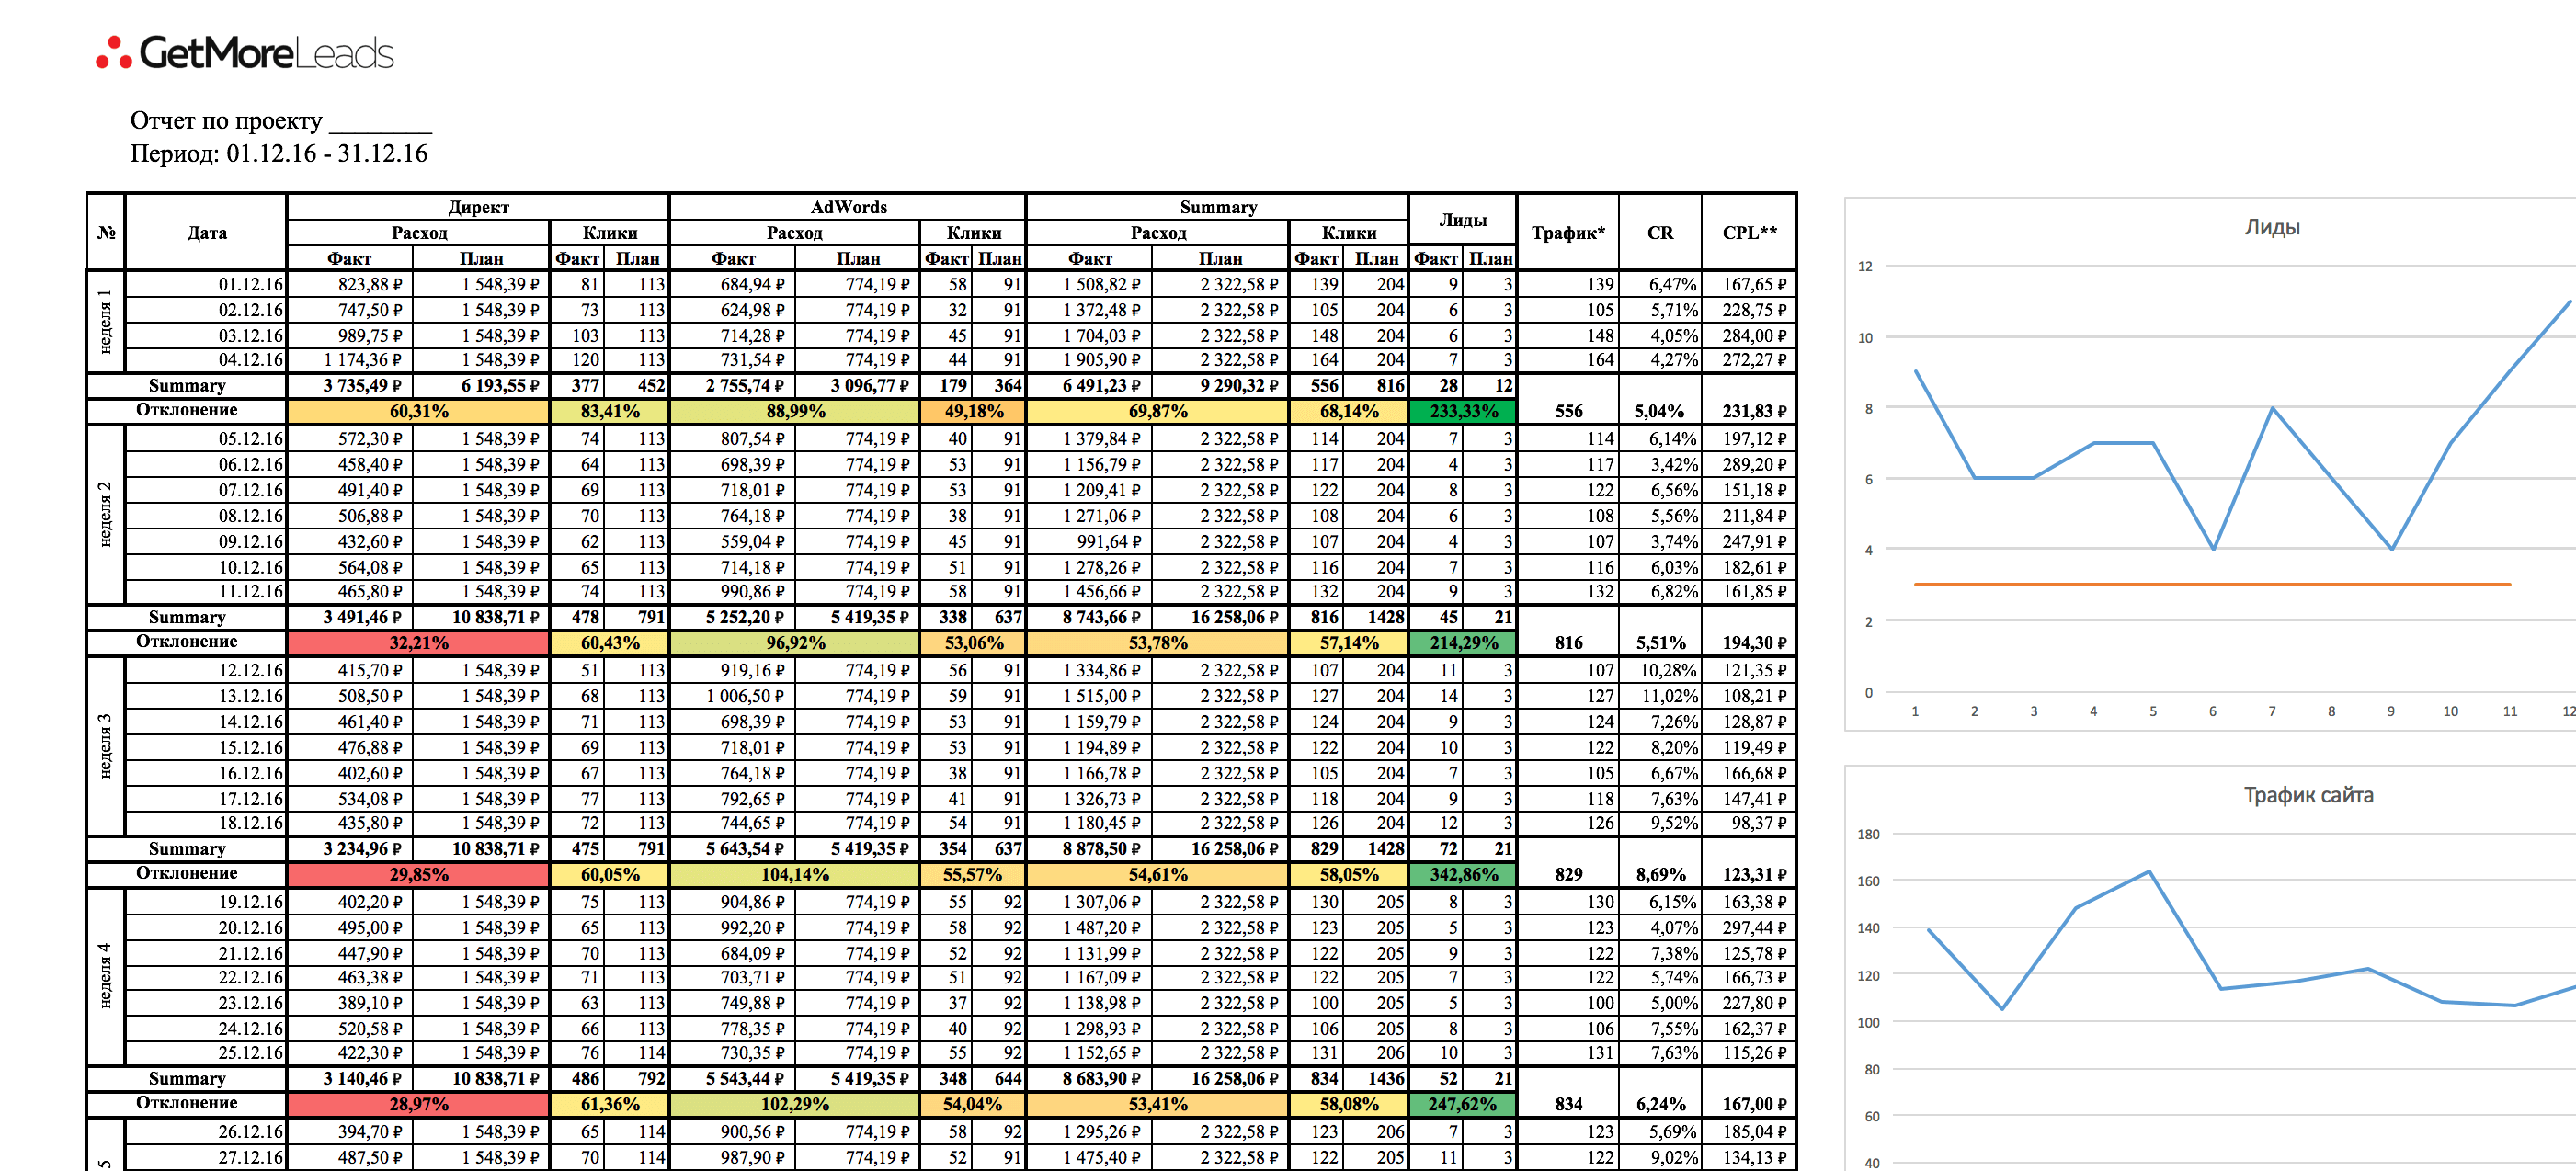 GetMoreLeads
Отчет по проекту ________
Период: 01.12.16 - 31.12.16
№ Дата Директ AdWords Summary Лиды Трафик* CR CPL**
Расход Клики Расход Клики Расход Клики
Факт План Факт План Факт План Факт План Факт План Факт План Факт План
неделя 1
01.12.16 823,88 ₽ 1 548,39 ₽ 81 113 684,94 ₽ 774,19 ₽ 58 91 1 508,82 ₽ 2 322,58 ₽ 139 204 9 3 139 6,47% 167,65 ₽
02.12.16 747,50 ₽ 1 548,39 ₽ 73 113 624,98 ₽ 774,19 ₽ 32 91 1 372,48 ₽ 2 322,58 ₽ 105 204 6 3 105 5,71% 228,75 ₽
03.12.16 989,75 ₽ 1 548,39 ₽ 103 113 714,28 ₽ 774,19 ₽ 45 91 1 704,03 ₽ 2 322,58 ₽ 148 204 6 3 148 4,05% 284,00 ₽
04.12.16 1 174,36 ₽ 1 548,39 ₽ 120 113 731,54 ₽ 774,19 ₽ 44 91 1 905,90 ₽ 2 322,58 ₽ 164 204 7 3 164 4,27% 272,27 ₽
Summary 3 735,49 ₽ 6 193,55 ₽ 377 452 2 755,74 ₽ 3 096,77 ₽ 179 364 6 491,23 ₽ 9 290,32 ₽ 556 816 28 12
Отклонение 60,31% 83,41% 88,99% 49,18% 69,87% 68,14% 233,33% 556 5,04% 231,83 ₽
неделя 2
05.12.16 572,30 ₽ 1 548,39 ₽ 74 113 807,54 ₽ 774,19 ₽ 40 91 1 379,84 ₽ 2 322,58 ₽ 114 204 7 3 114 6,14% 197,12 ₽
06.12.16 458,40 ₽ 1 548,39 ₽ 64 113 698,39 ₽ 774,19 ₽ 53 91 1 156,79 ₽ 2 322,58 ₽ 117 204 4 3 117 3,42% 289,20 ₽
07.12.16 491,40 ₽ 1 548,39 ₽ 69 113 718,01 ₽ 774,19 ₽ 53 91 1 209,41 ₽ 2 322,58 ₽ 122 204 8 3 122 6,56% 151,18 ₽
08.12.16 506,88 ₽ 1 548,39 ₽ 70 113 764,18 ₽ 774,19 ₽ 38 91 1 271,06 ₽ 2 322,58 ₽ 108 204 6 3 108 5,56% 211,84 ₽
09.12.16 432,60 ₽ 1 548,39 ₽ 62 113 559,04 ₽ 774,19 ₽ 45 91 991,64 ₽ 2 322,58 ₽ 107 204 4 3 107 3,74% 247,91 ₽
10.12.16 564,08 ₽ 1 548,39 ₽ 65 113 714,18 ₽ 774,19 ₽ 51 91 1 278,26 ₽ 2 322,58 ₽ 116 204 7 3 116 6,03% 182,61 ₽
11.12.16 465,80 ₽ 1 548,39 ₽ 74 113 990,86 ₽ 774,19 ₽ 58 91 1 456,66 ₽ 2 322,58 ₽ 132 204 9 3 132 6,82% 161,85 ₽
Summary 3 491,46 ₽ 10 838,71 ₽ 478 791 5 252,20 ₽ 5 419,35 ₽ 338 637 8 743,66 ₽ 16 258,06 ₽ 816 1428 45 21
Отклонение 32,21% 60,43% 96,92% 53,06% 53,78% 57,14% 214,29% 816 5,51% 194,30 ₽
неделя 3
12.12.16 415,70 ₽ 1 548,39 ₽ 51 113 919,16 ₽ 774,19 ₽ 56 91 1 334,86 ₽ 2 322,58 ₽ 107 204 11 3 107 10,28% 121,35 ₽
13.12.16 508,50 ₽ 1 548,39 ₽ 68 113 1 006,50 ₽ 774,19 ₽ 59 91 1 515,00 ₽ 2 322,58 ₽ 127 204 14 3 127 11,02% 108,21 ₽
14.12.16 461,40 ₽ 1 548,39 ₽ 71 113 698,39 ₽ 774,19 ₽ 53 91 1 159,79 ₽ 2 322,58 ₽ 124 204 9 3 124 7,26% 128,87 ₽
15.12.16 476,88 ₽ 1 548,39 ₽ 69 113 718,01 ₽ 774,19 ₽ 53 91 1 194,89 ₽ 2 322,58 ₽ 122 204 10 3 122 8,20% 119,49 ₽
16.12.16 402,60 ₽ 1 548,39 ₽ 67 113 764,18 ₽ 774,19 ₽ 38 91 1 166,78 ₽ 2 322,58 ₽ 105 204 7 3 105 6,67% 166,68 ₽
17.12.16 534,08 ₽ 1 548,39 ₽ 77 113 792,65 ₽ 774,19 ₽ 41 91 1 326,73 ₽ 2 322,58 ₽ 118 204 9 3 118 7,63% 147,41 ₽
18.12.16 435,80 ₽ 1 548,39 ₽ 72 113 744,65 ₽ 774,19 ₽ 54 91 1 180,45 ₽ 2 322,58 ₽ 126 204 12 3 126 9,52% 98,37 ₽
Summary 3 234,96 ₽ 10 838,71 ₽ 475 791 5 643,54 ₽ 5 419,35 ₽ 354 637 8 878,50 ₽ 16 258,06 ₽ 829 1428 72 21
Отклонение 29,85% 60,05% 104,14% 55,57% 54,61% 58,05% 342,86% 829 8,69% 123,31 ₽
неделя 4
19.12.16 402,20 ₽ 1 548,39 ₽ 75 113 904,86 ₽ 774,19 ₽ 55 92 1 307,06 ₽ 2 322,58 ₽ 130 205 8 3 130 6,15% 163,38 ₽
20.12.16 495,00 ₽ 1 548,39 ₽ 65 113 992,20 ₽ 774,19 ₽ 58 92 1 487,20 ₽ 2 322,58 ₽ 123 205 5 3 123 4,07% 297,44 ₽
21.12.16 447,90 ₽ 1 548,39 ₽ 70 113 684,09 ₽ 774,19 ₽ 52 92 1 131,99 ₽ 2 322,58 ₽ 122 205 9 3 122 7,38% 125,78 ₽
22.12.16 463,38 ₽ 1 548,39 ₽ 71 113 703,71 ₽ 774,19 ₽ 51 92 1 167,09 ₽ 2 322,58 ₽ 122 205 7 3 122 5,74% 166,73 ₽
23.12.16 389,10 ₽ 1 548,39 ₽ 63 113 749,88 ₽ 774,19 ₽ 37 92 1 138,98 ₽ 2 322,58 ₽ 100 205 5 3 100 5,00% 227,80 ₽
24.12.16 520,58 ₽ 1 548,39 ₽ 66 113 778,35 ₽ 774,19 ₽ 40 92 1 298,93 ₽ 2 322,58 ₽ 106 205 8 3 106 7,55% 162,37 ₽
25.12.16 422,30 ₽ 1 548,39 ₽ 76 114 730,35 ₽ 774,19 ₽ 55 92 1 152,65 ₽ 2 322,58 ₽ 131 206 10 3 131 7,63% 115,26 ₽
Summary 3 140,46 ₽ 10 838,71 ₽ 486 792 5 543,44 ₽ 5 419,35 ₽ 348 644 8 683,90 ₽ 16 258,06 ₽ 834 1436 52 21
Отклонение 28,97% 61,36% 102,29% 54,04% 53,41% 58,08% 247,62% 834 6,24% 167,00 ₽
5
26.12.16 394,70 ₽ 1 548,39 ₽ 65 114 900,56 ₽ 774,19 ₽ 58 92 1 295,26 ₽ 2 322,58 ₽ 123 206 7 3 123 5,69% 185,04 ₽
27.12.16 487,50 ₽ 1 548,39 ₽ 70 114 987,90 ₽ 774,19 ₽ 52 91 1 475,40 ₽ 2 322,58 ₽ 122 205 11 3 122 9,02% 134,13 ₽
Лиды
12
10
8
6
4
2
0
1 2 3 4 5 6 7 8 9 10 11 12
Трафик сайта
180
160
140
120
100
80
60
40